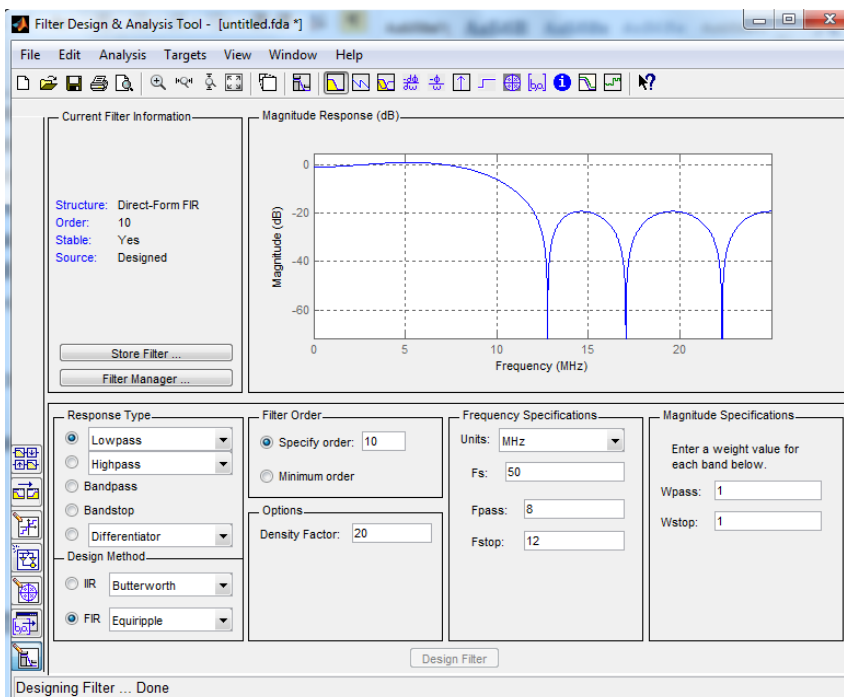 Filter Design & Analysis Tool - [untitled.fda *]
File Edit Analysis Targets View Window Help
Current Filter Information
Structure: Direct-Form FIR
Order: 10
Stable: Yes
Source: Designed
Store Filter ...
Filter Manager ...
Magnitude Response (dB)
Magnitude (dB)
0
-20
-40
-60
0 5 10 15 20
Frequency (MHz)
Response Type
Lowpass
Highpass
Bandpass
Bandstop
Differentiator
Design Method
IIR Butterworth
FIR Equiripple
Filter Order
Specify order: 10
Minimum order
Options
Density Factor: 20
Frequency Specifications
Units: MHz
Fs: 50
Fpass: 8
Fstop: 12
Magnitude Specifications
Enter a weight value for
each band below.
Wpass: 1
Wstop: 1
Design Filter
Designing Filter ... Done